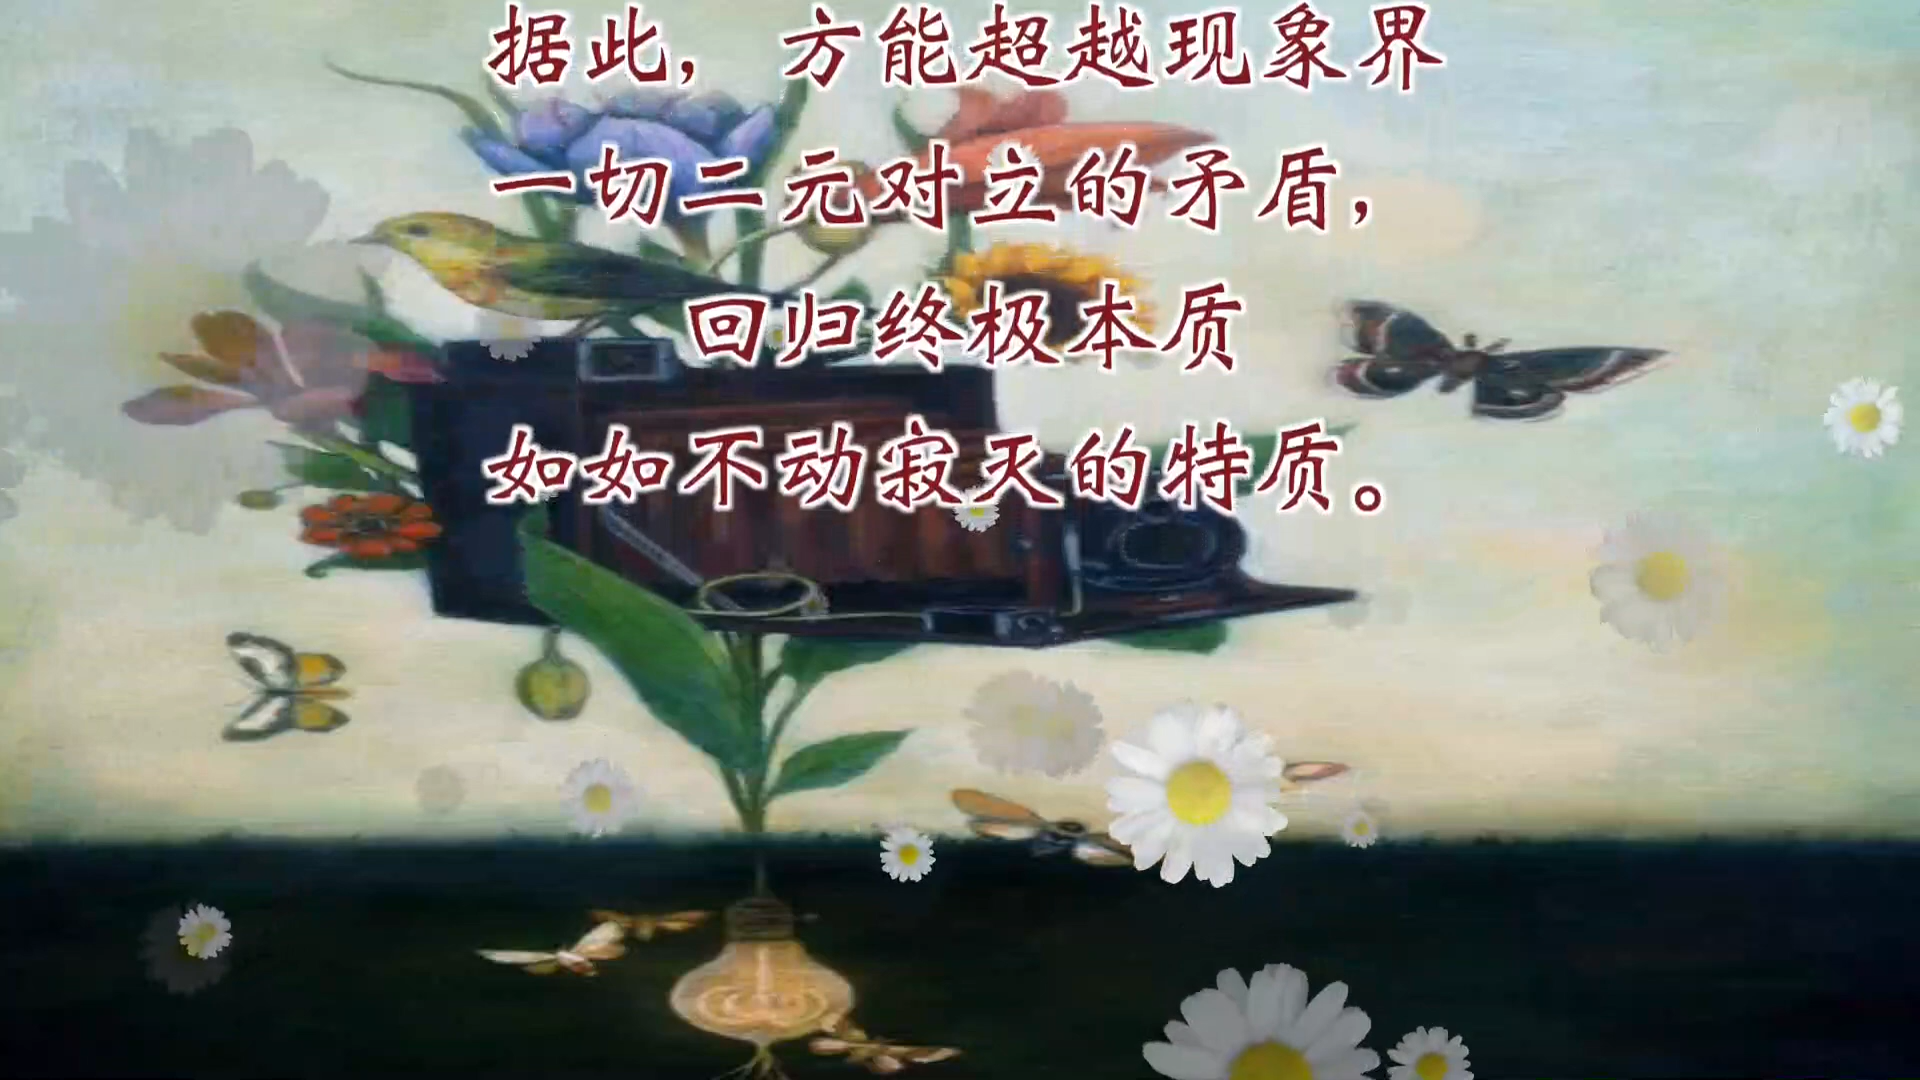 据此，方能超越现象界
一切二元对立的矛盾，
回归终极本质
如如不动寂灭的特质。